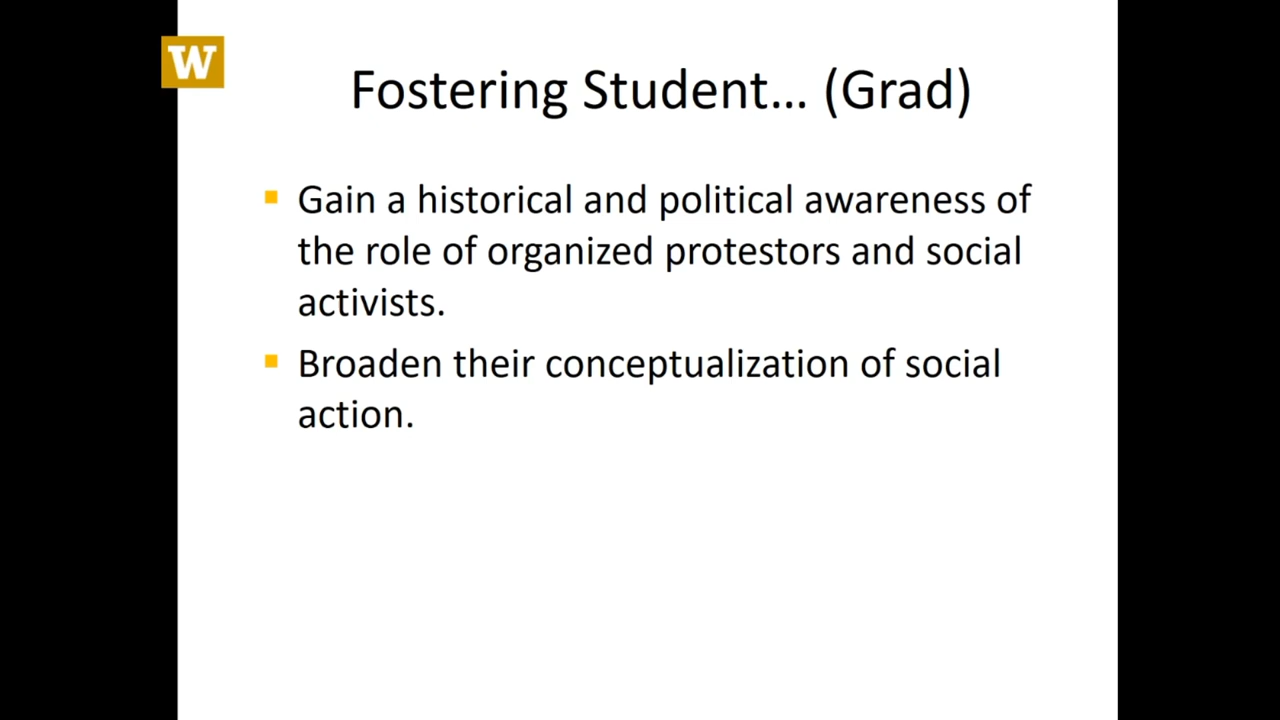 W
Fostering Student... (Grad)
Gain a historical and political awareness of
the role of organized protestors and social
activists.
Broaden their conceptualization of social
action.